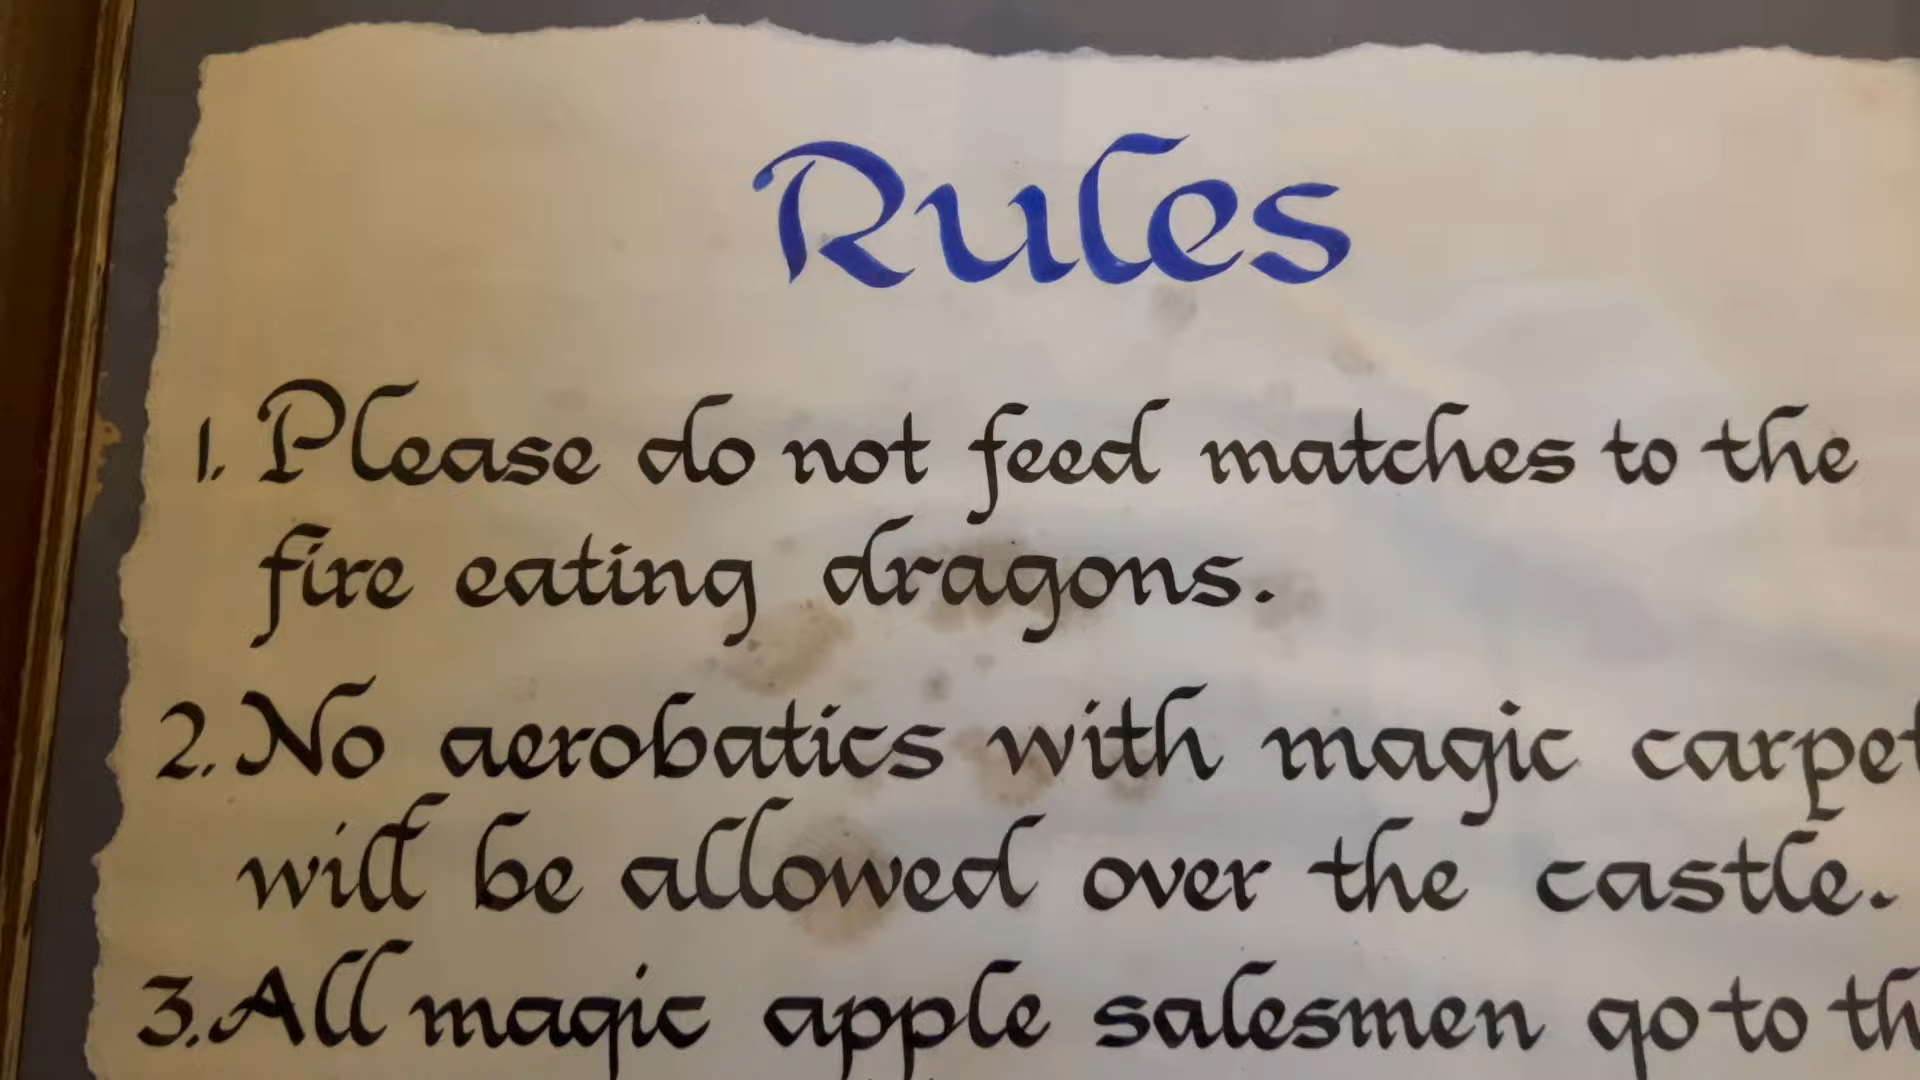 Rules
1. Please do not feed matches to the
fire eating dragons.
2. No aerobatics with magic carpet
will be allowed over the castle.
3. All magic apple salesmen go to th